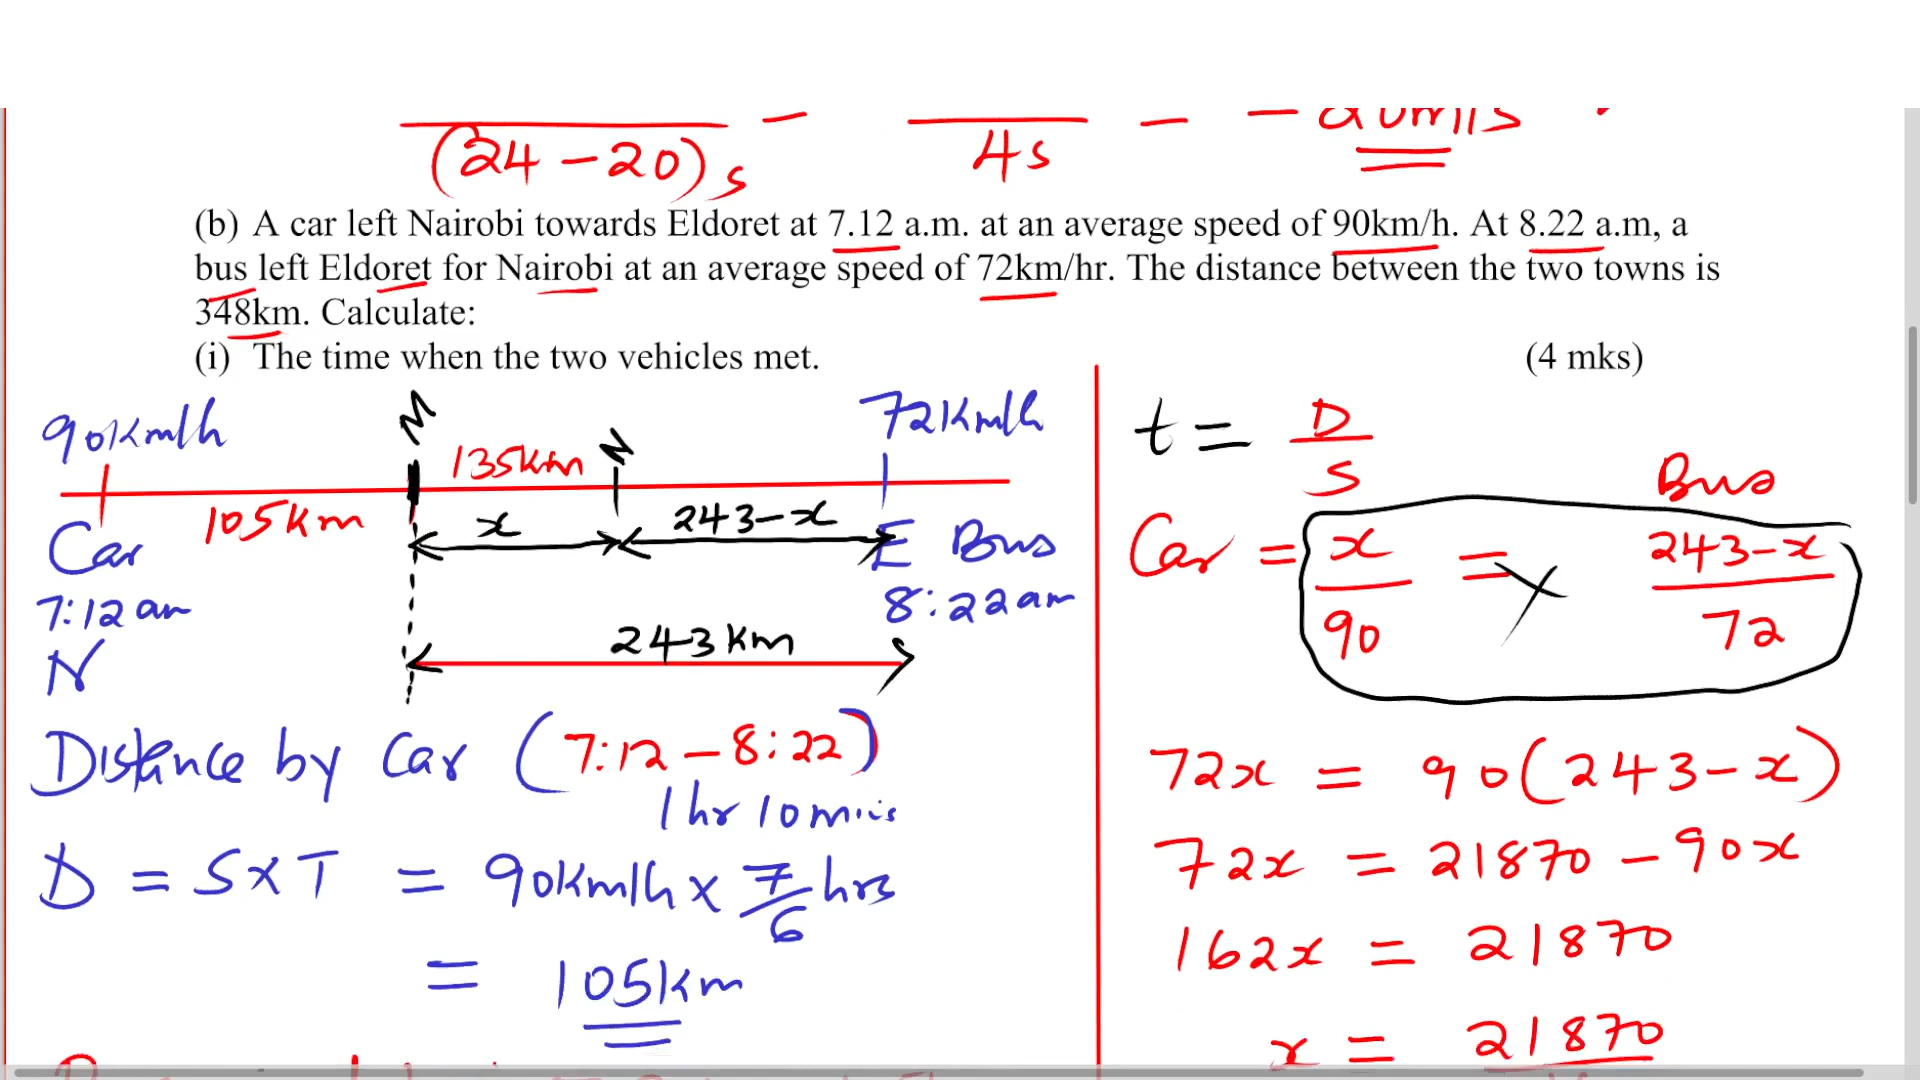 (24-20)s - 4s - -20m/s
(b) A car left Nairobi towards Eldoret at 7.12 a.m. at an average speed of 90km/h. At 8.22 a.m, a
bus left Eldoret for Nairobi at an average speed of 72km/hr. The distance between the two towns is
348km. Calculate:
(i) The time when the two vehicles met. (4 mks)
90Km/h M 135km N 72Km/h
105km x 243-x
Car E Bus
7:12am 8:22am
N 243km
Distance by Car (7:12-8:22)
1hr 10mins
D = S×T = 90Km/h × 7/6 hrs
= 105km
t = D/S
Bus
Car = x/90 = 243-x/72
72x = 90(243-x)
72x = 21870-90x
162x = 21870
x = 21870